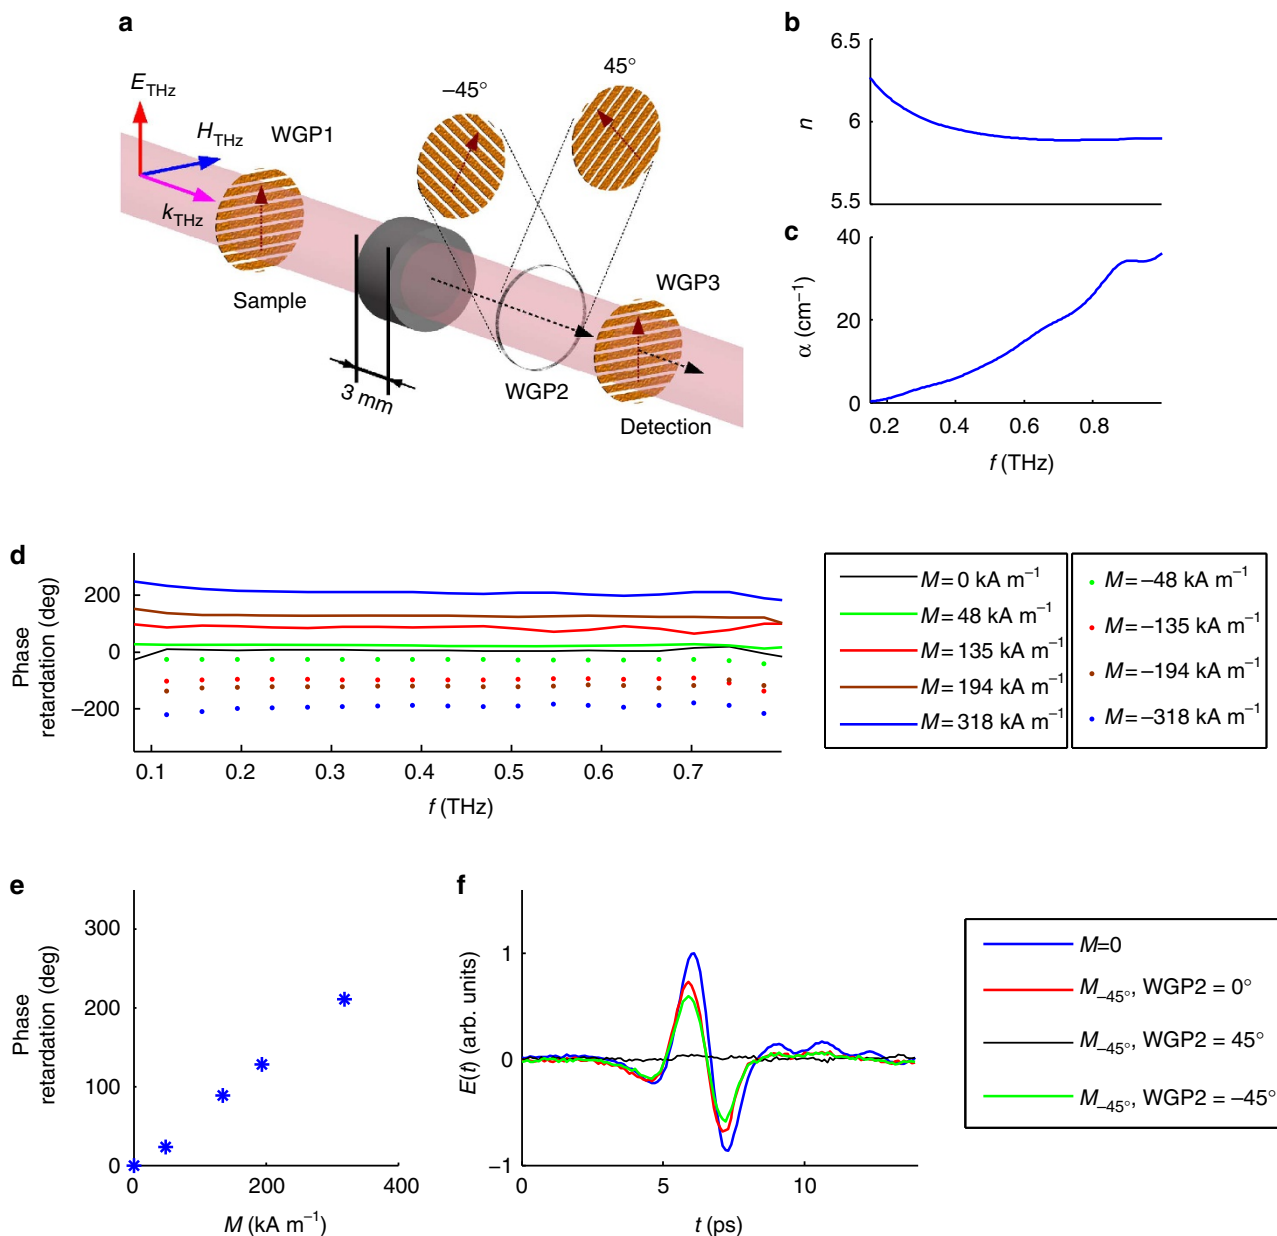 a
E_THz
H_THz
k_THz
WGP1
–45°
45°
Sample
3 mm
WGP2
WGP3
Detection
b
6.5
6
5.5
n
c
40
20
0
α (cm⁻¹)
0.2 0.4 0.6 0.8
f (THz)
d
200
0
–200
Phase
retardation (deg)
0.1 0.2 0.3 0.4 0.5 0.6 0.7
f (THz)
M = 0 kA m⁻¹
M = 48 kA m⁻¹
M = 135 kA m⁻¹
M = 194 kA m⁻¹
M = 318 kA m⁻¹
M = –48 kA m⁻¹
M = –135 kA m⁻¹
M = –194 kA m⁻¹
M = –318 kA m⁻¹
e
300
200
100
0
Phase
retardation (deg)
0 200 400
M (kA m⁻¹)
f
1
0
–1
E(t) (arb. units)
0 5 10
t (ps)
M=0
M_–45°, WGP2 = 0°
M_–45°, WGP2 = 45°
M_–45°, WGP2 = –45°